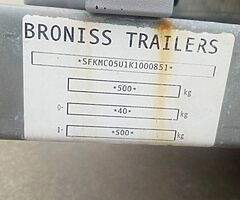 BRONISS TRAILERS
*SFKMC05U1K1000851*
*500* kg
0- *40* kg
1- *500* kg